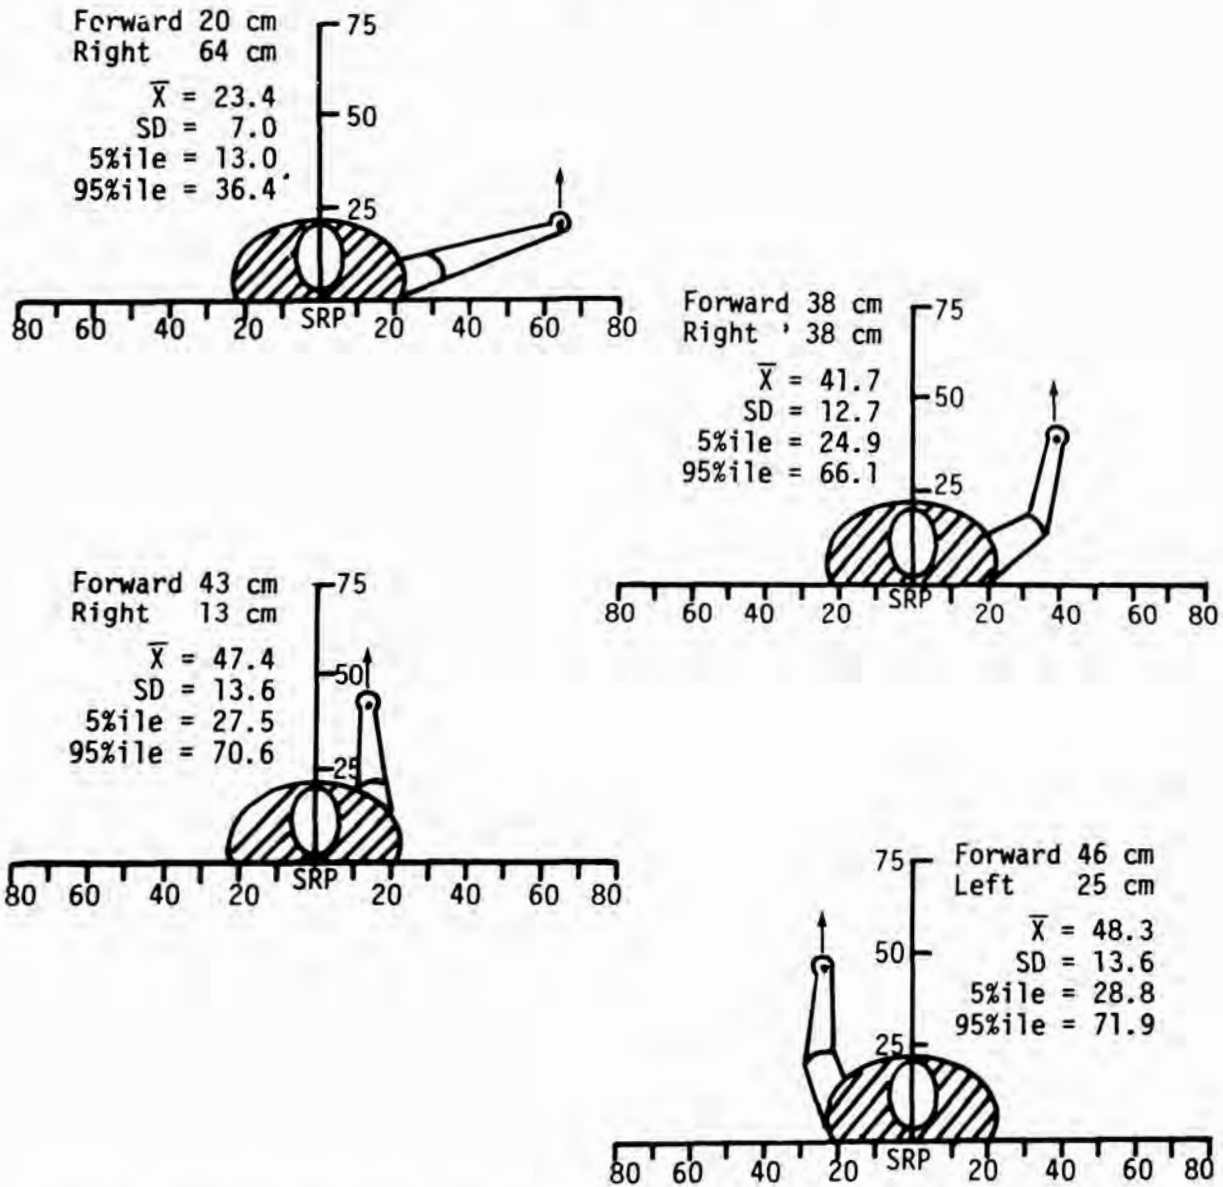 Forward 20 cm
Right 64 cm
X̄ = 23.4
SD = 7.0
5%ile = 13.0
95%ile = 36.4
75
50
25
80 60 40 20 SRP 20 40 60 80
Forward 38 cm
Right 38 cm
X̄ = 41.7
SD = 12.7
5%ile = 24.9
95%ile = 66.1
75
50
25
80 60 40 20 SRP 20 40 60 80
Forward 43 cm
Right 13 cm
X̄ = 47.4
SD = 13.6
5%ile = 27.5
95%ile = 70.6
75
50
25
80 60 40 20 SRP 20 40 60 80
Forward 46 cm
Left 25 cm
X̄ = 48.3
SD = 13.6
5%ile = 28.8
95%ile = 71.9
75
50
25
80 60 40 20 SRP 20 40 60 80